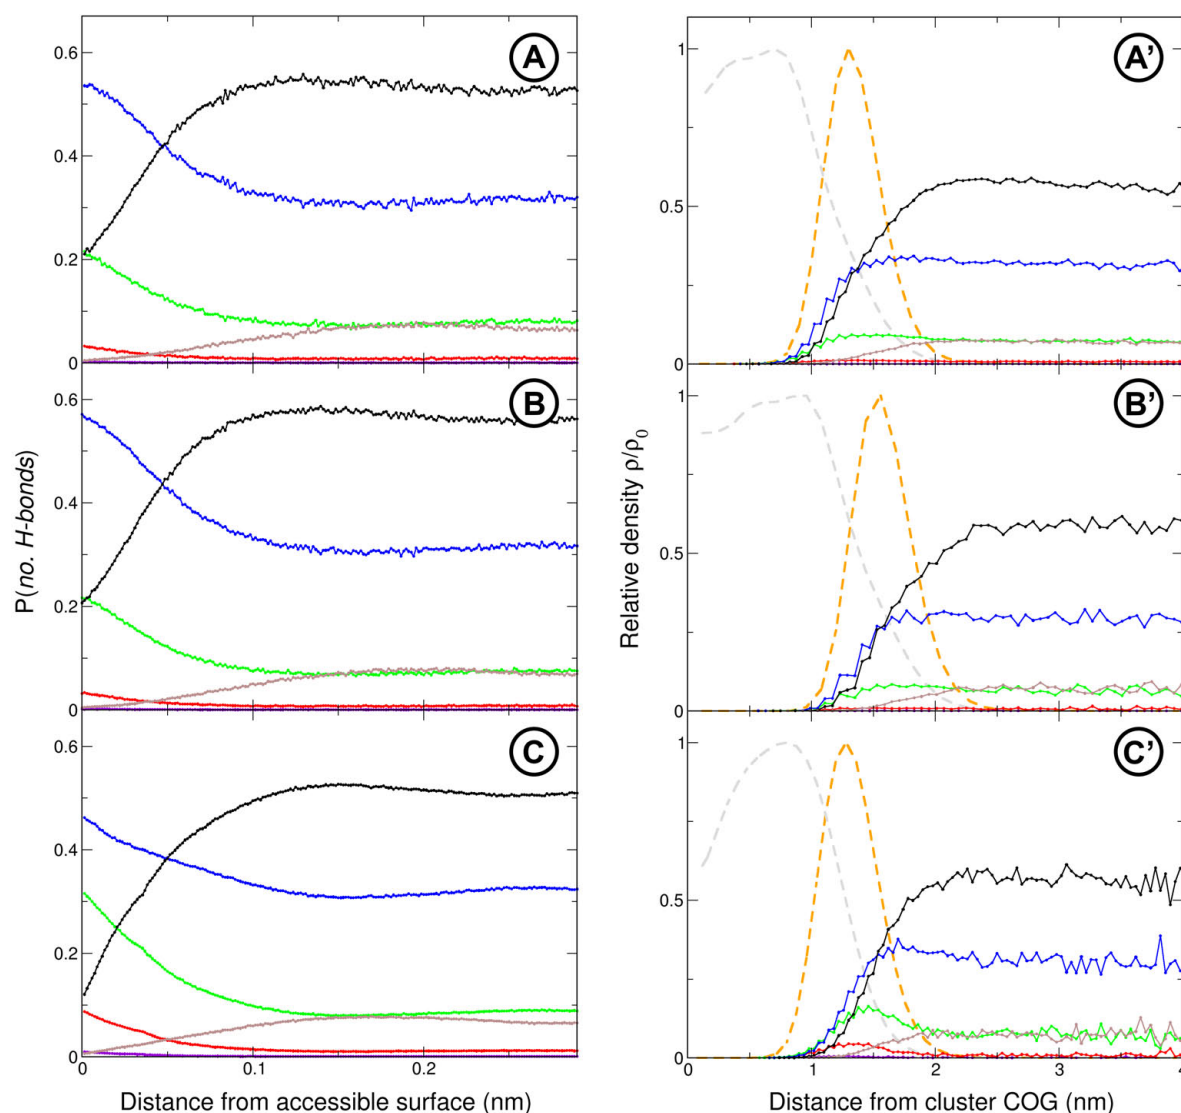 A
A'
0.6
0.4
0.2
0
1
0.5
0
B
B'
0.6
0.4
0.2
0
1
0.5
0
P(no. H-bonds)
Relative density ρ/ρ0
C
C'
0.6
0.4
0.2
0
1
0.5
0
0 0.1 0.2
0 1 2 3 4
Distance from accessible surface (nm)
Distance from cluster COG (nm)